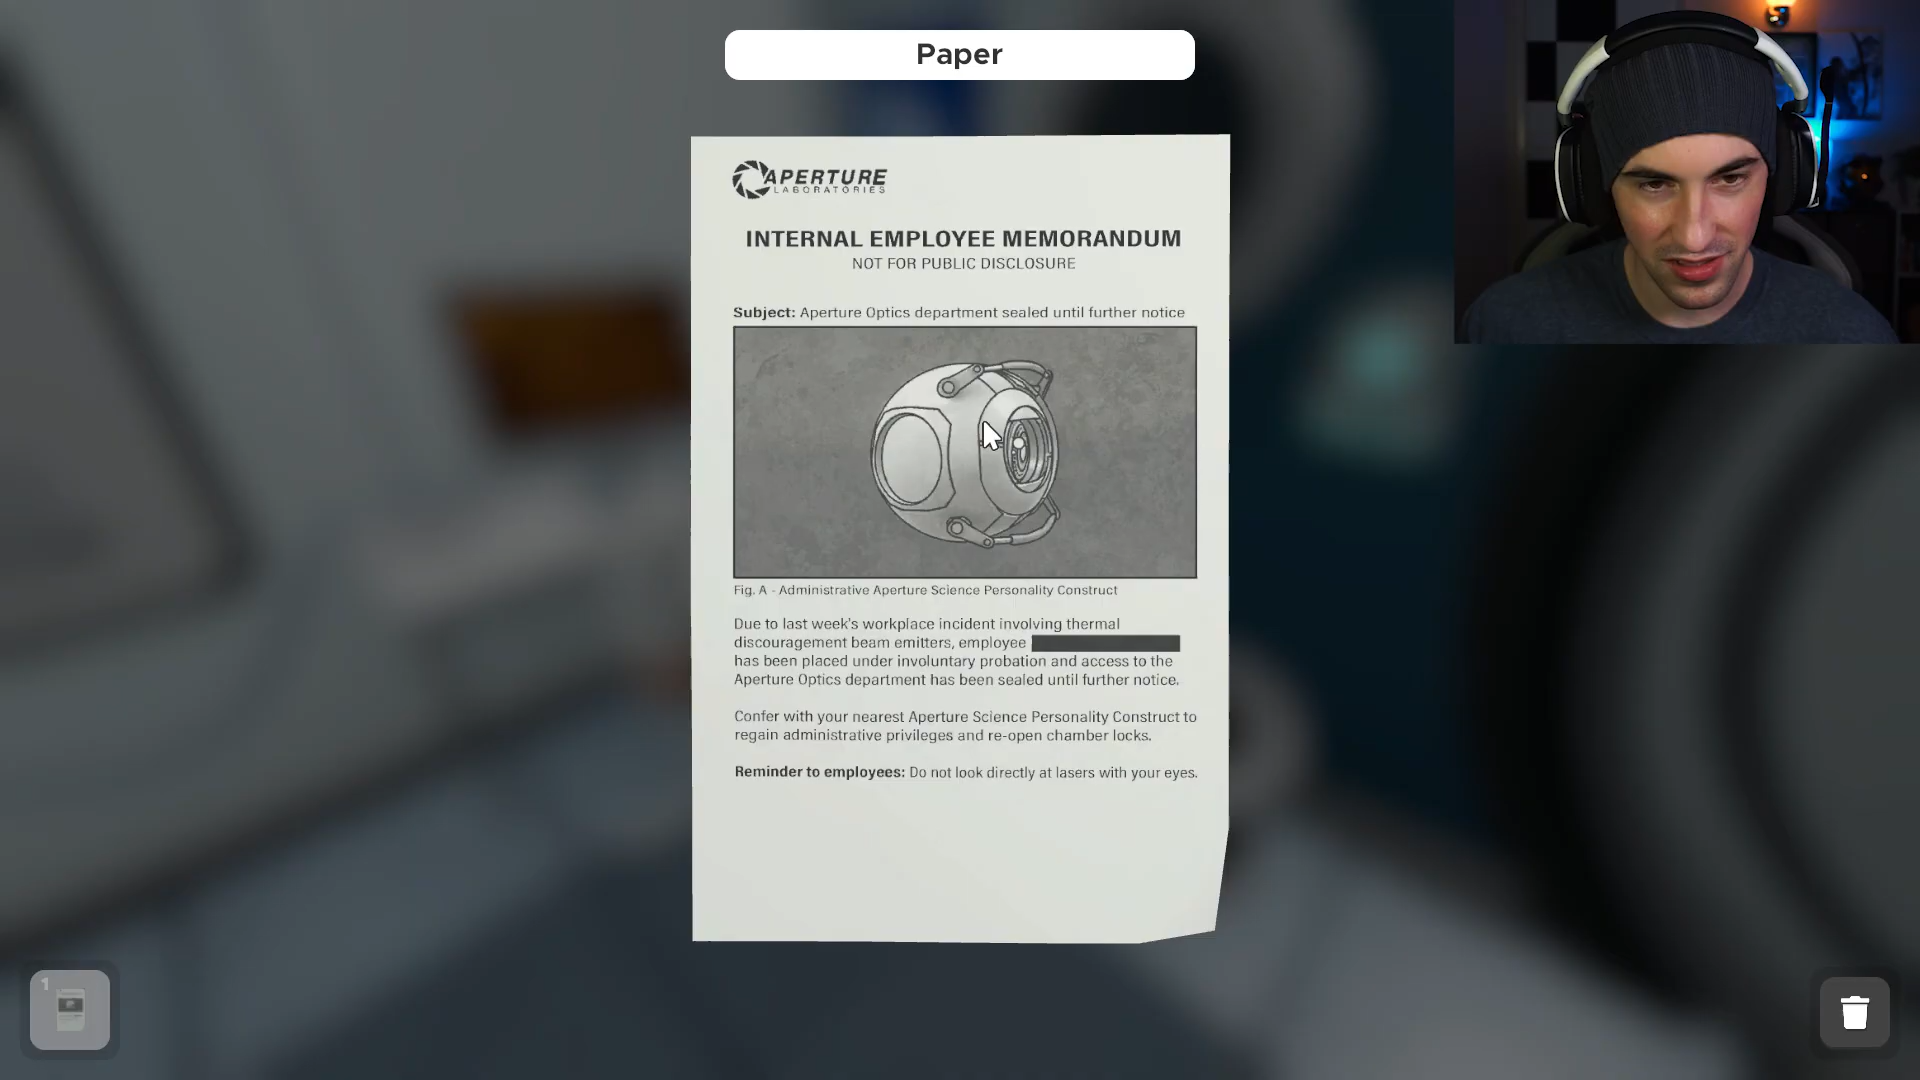 Paper
APERTURE
LABORATORIES
INTERNAL EMPLOYEE MEMORANDUM
NOT FOR PUBLIC DISCLOSURE
Subject: Aperture Optics department sealed until further notice
Fig. A - Administrative Aperture Science Personality Construct
Due to last week's workplace incident involving thermal
discouragement beam emitters, employee
has been placed under involuntary probation and access to the
Aperture Optics department has been sealed until further notice.
Confer with your nearest Aperture Science Personality Construct to
regain administrative privileges and re-open chamber locks.
Reminder to employees: Do not look directly at lasers with your eyes.
1